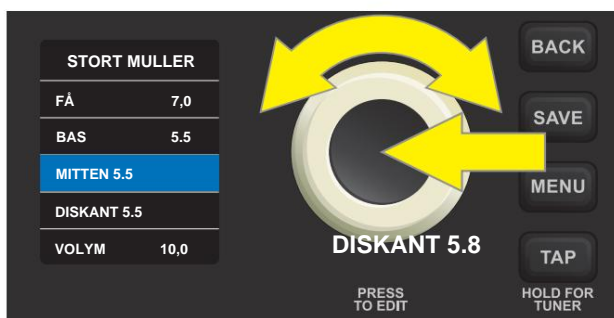 STORT MULLER
FÅ 7,0
BAS 5.5
MITTEN 5.5
DISKANT 5.5
VOLYM 10,0
DISKANT 5.8
PRESS
TO EDIT
BACK
SAVE
MENU
TAP
HOLD FOR
TUNER